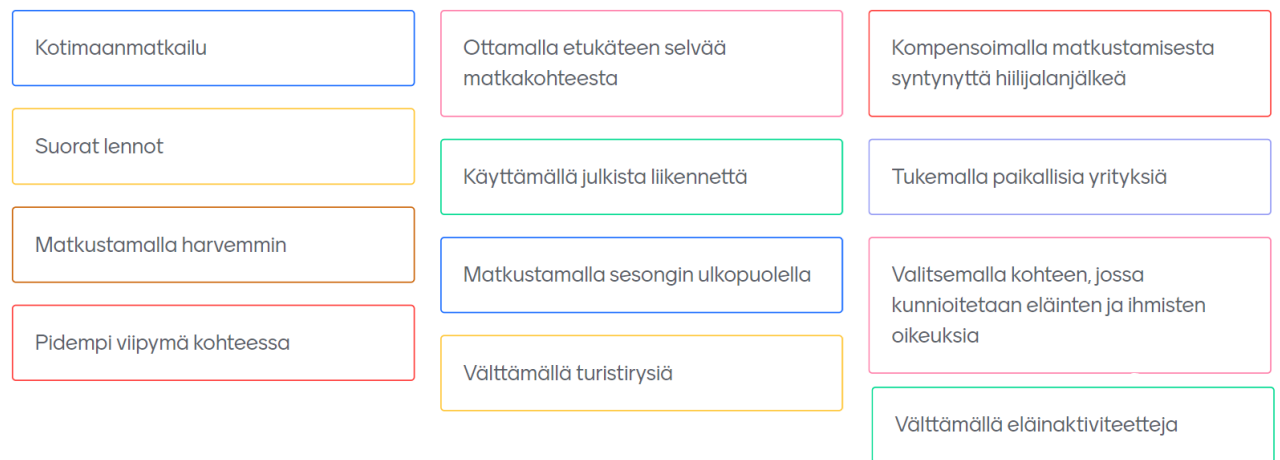 Kotimaanmatkailu
Suorat lennot
Matkustamalla harvemmin
Pidempi viipymä kohteessa
Ottamalla etukäteen selvää
matkakohteesta
Käyttämällä julkista liikennettä
Matkustamalla sesongin ulkopuolella
Välttämällä turistirysiä
Kompensoimalla matkustamisesta
syntynyttä hiilijalanjälkeä
Tukemalla paikallisia yrityksiä
Valitsemalla kohteen, jossa
kunnioitetaan eläinten ja ihmisten
oikeuksia
Välttämällä eläinaktiviteetteja